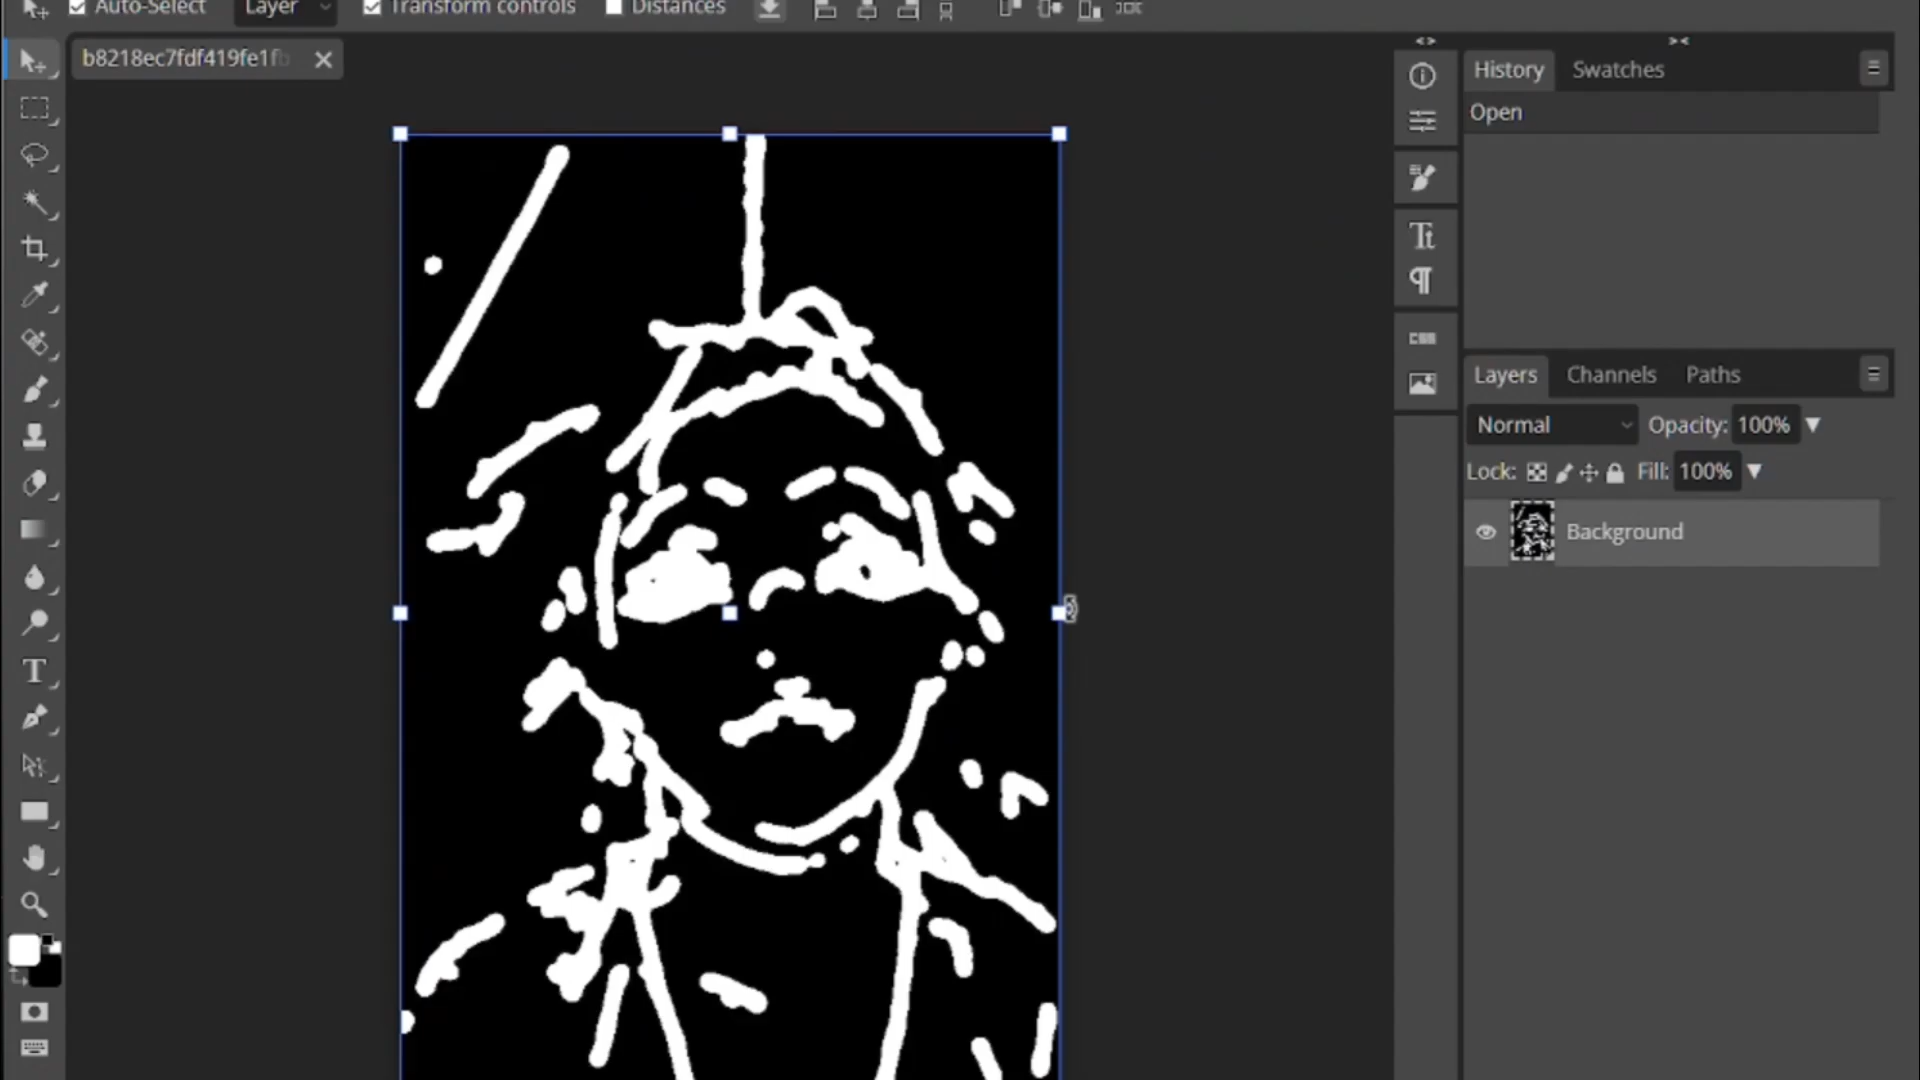 Auto-Select
Layer
Transform controls
Distances
b8218ec7fdf419fe1fb
History
Swatches
Open
Layers
Channels
Paths
Normal
Opacity: 100%
Lock:
Fill: 100%
Background